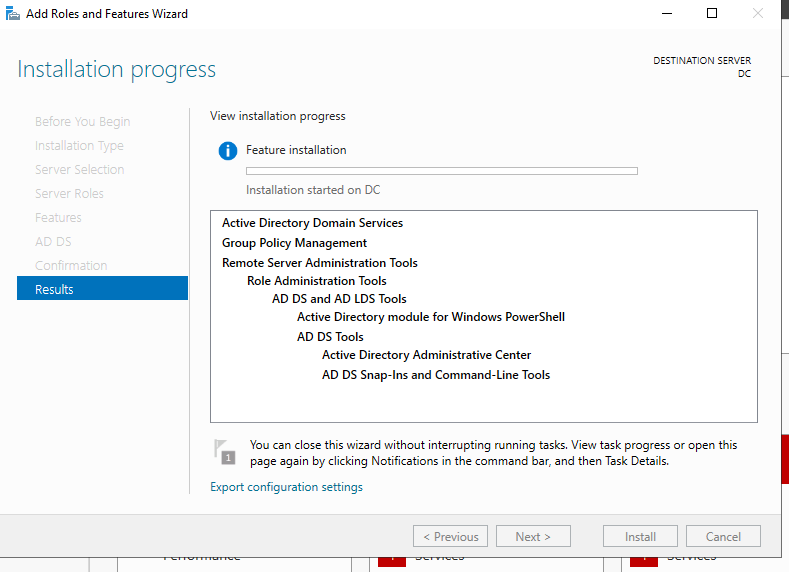 Add Roles and Features Wizard
Installation progress
DESTINATION SERVER
DC
Before You Begin
Installation Type
Server Selection
Server Roles
Features
AD DS
Confirmation
Results
View installation progress
Feature installation
Installation started on DC
Active Directory Domain Services
Group Policy Management
Remote Server Administration Tools
Role Administration Tools
AD DS and AD LDS Tools
Active Directory module for Windows PowerShell
AD DS Tools
Active Directory Administrative Center
AD DS Snap-Ins and Command-Line Tools
1
You can close this wizard without interrupting running tasks. View task progress or open this
page again by clicking Notifications in the command bar, and then Task Details.
Export configuration settings
< Previous
Next >
Install
Cancel
Performance
Services
Services